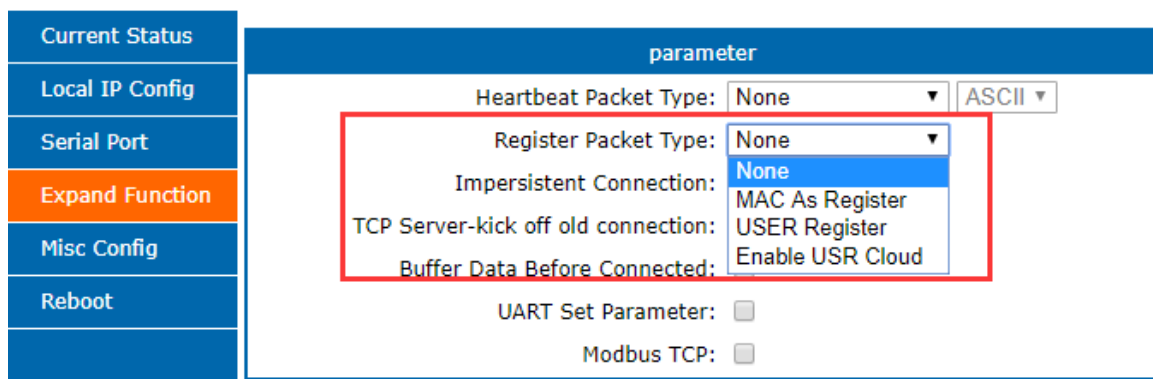 Current Status
Local IP Config
Serial Port
Expand Function
Misc Config
Reboot
parameter
Heartbeat Packet Type: None ASCII
Register Packet Type: None
None
MAC As Register
USER Register
Enable USR Cloud
Impersistent Connection:
TCP Server-kick off old connection:
Buffer Data Before Connected:
UART Set Parameter:
Modbus TCP: